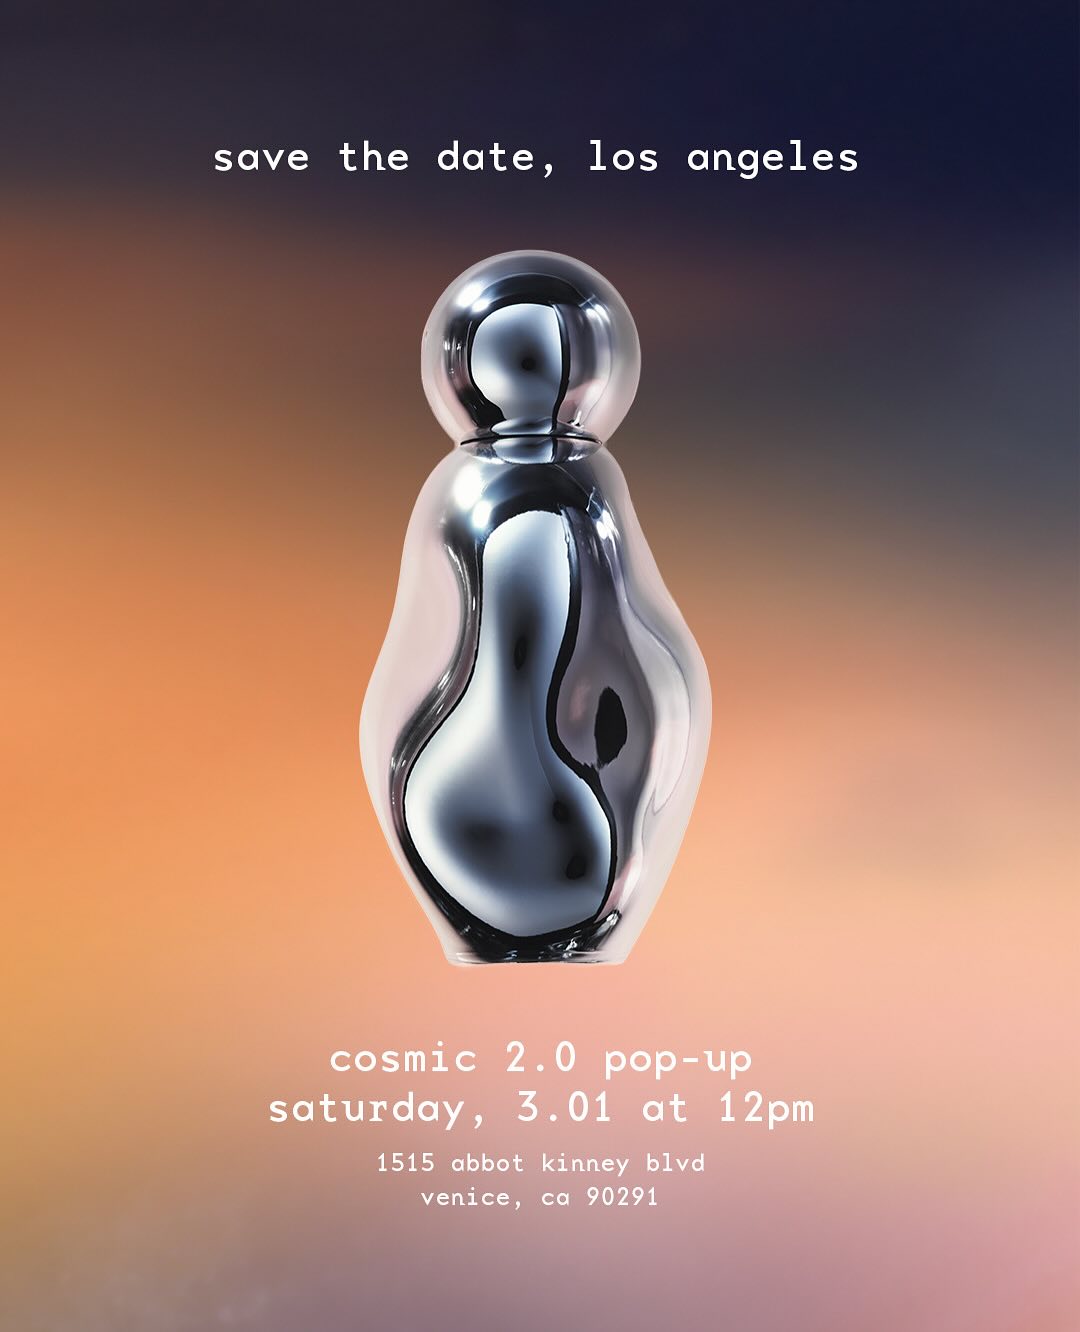 save the date, los angeles
cosmic 2.0 pop-up
saturday, 3.01 at 12pm
1515 abbot kinney blvd
venice, ca 90291